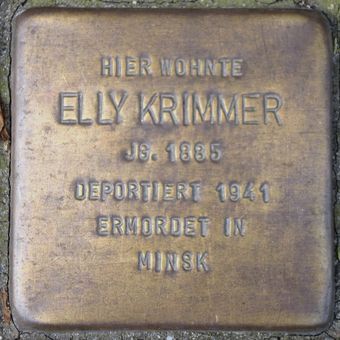 HIER WOHNTE
ELLY KRIMMER
JG. 1885
DEPORTIERT 1941
ERMORDET IN
MINSK